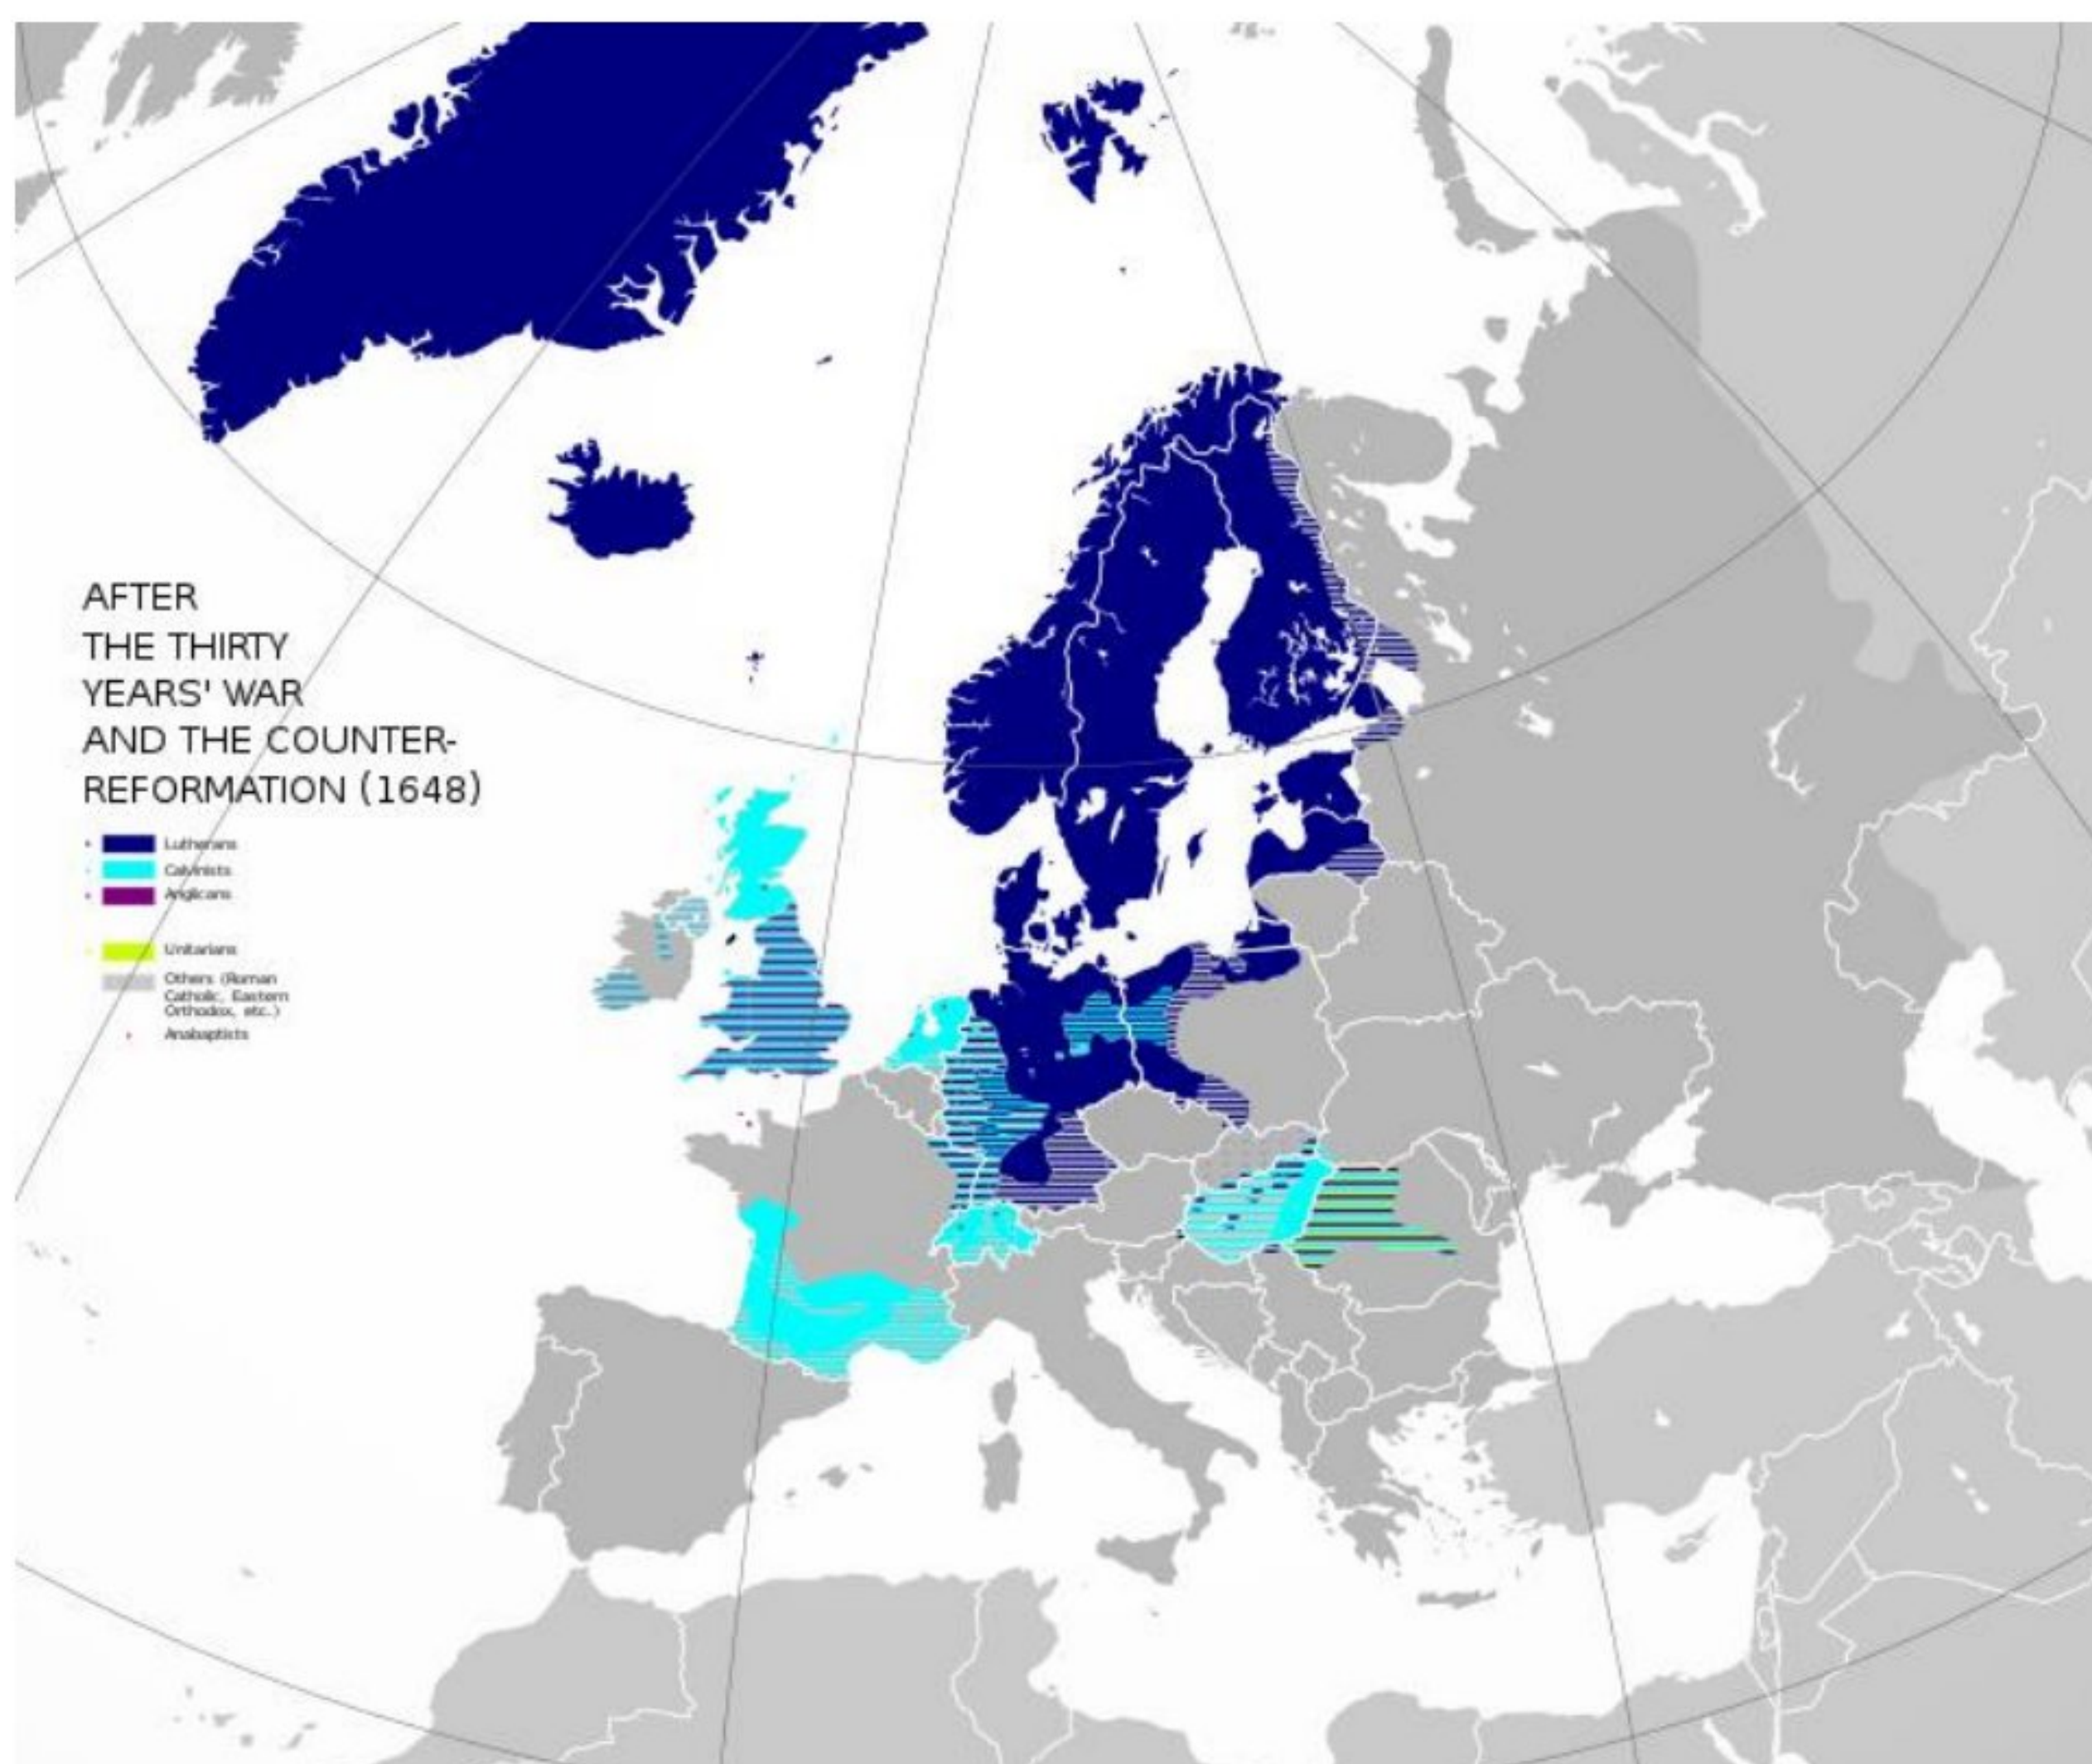 AFTER
THE THIRTY
YEARS' WAR
AND THE COUNTER-
REFORMATION (1648)
Lutherans
Calvinists
Anglicans
Unitarians
Others (Roman
Catholic, Eastern
Orthodox, etc.)
Anabaptists